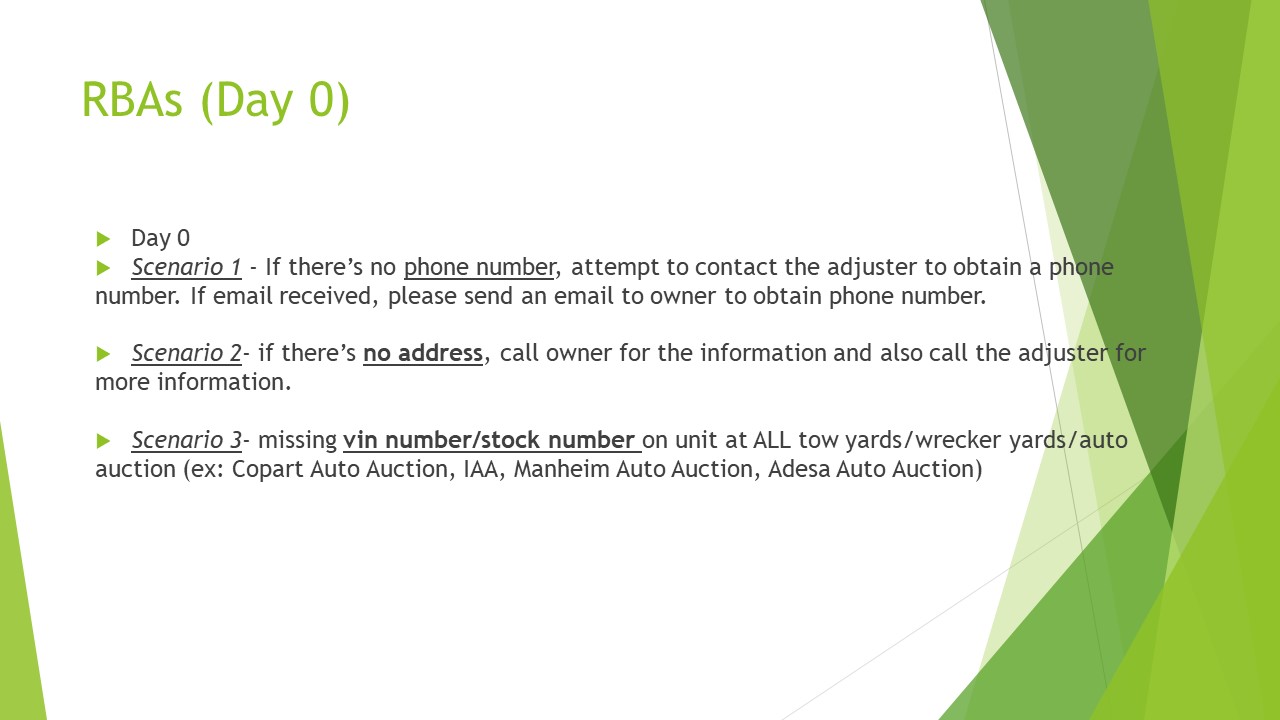 RBAs (Day 0)
Day 0
Scenario 1 - If there’s no phone number, attempt to contact the adjuster to obtain a phone
number. If email received, please send an email to owner to obtain phone number.
Scenario 2- if there’s no address, call owner for the information and also call the adjuster for
more information.
Scenario 3- missing vin number/stock number on unit at ALL tow yards/wrecker yards/auto
auction (ex: Copart Auto Auction, IAA, Manheim Auto Auction, Adesa Auto Auction)